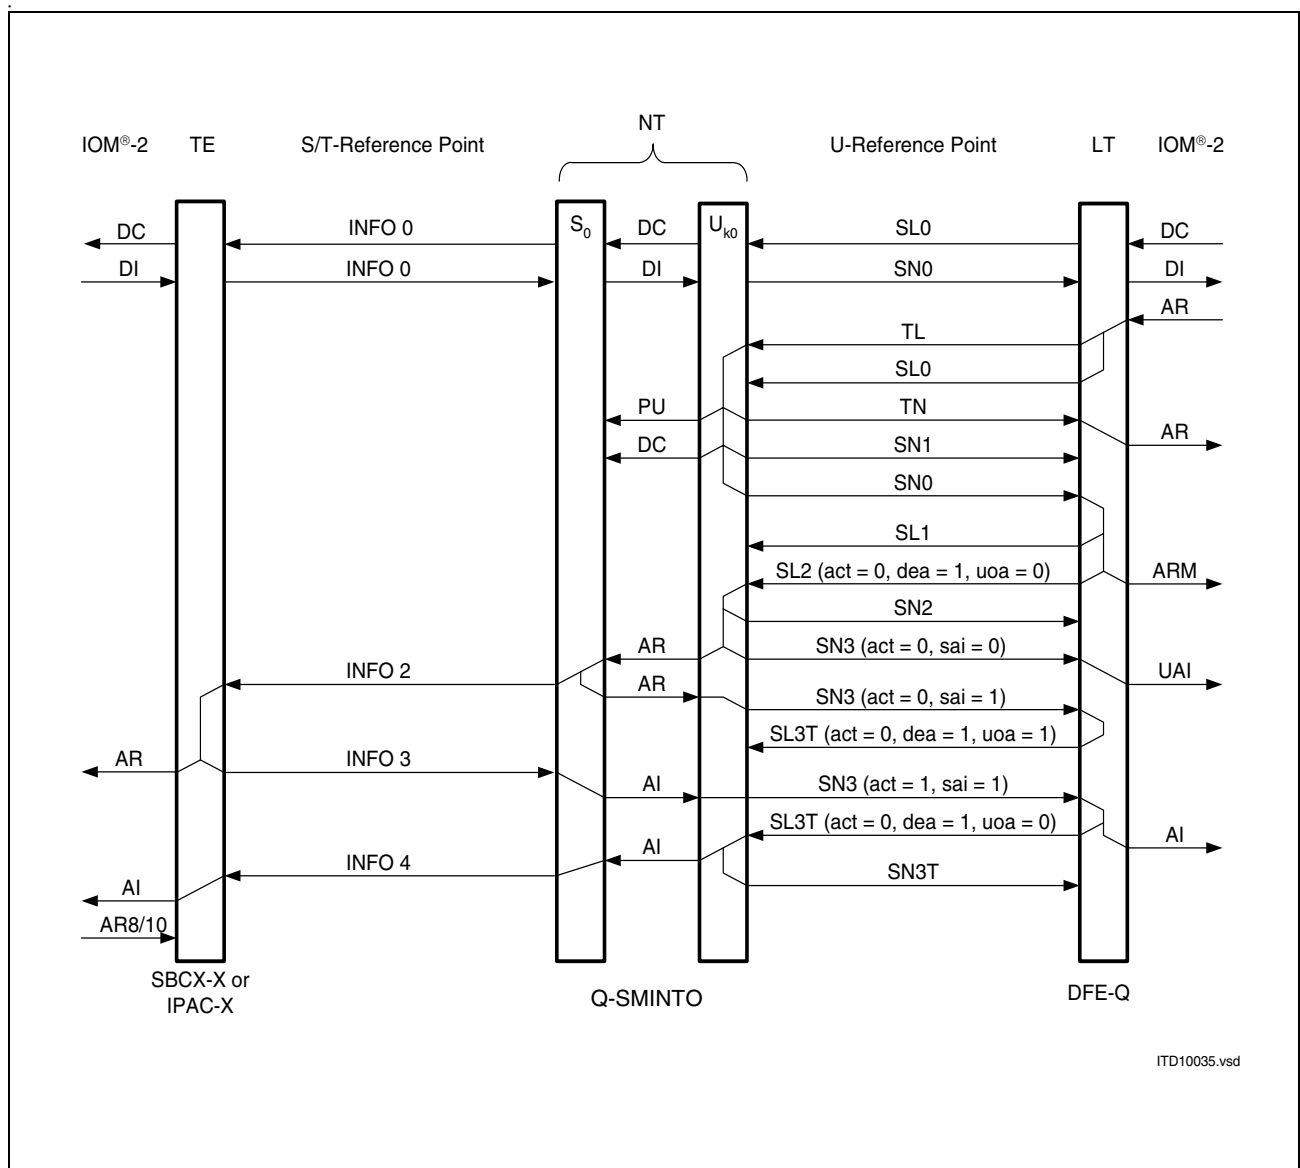 .
NT
IOM®-2 TE S/T-Reference Point U-Reference Point LT IOM®-2
S0 Uk0
DC INFO 0 DC SL0 DC
DI INFO 0 DI SN0 DI
AR
TL
SL0
PU TN
AR
DC SN1
SN0
SL1
SL2 (act = 0, dea = 1, uoa = 0) ARM
SN2
AR SN3 (act = 0, sai = 0)
INFO 2 UAI
AR SN3 (act = 0, sai = 1)
SL3T (act = 0, dea = 1, uoa = 1)
AR INFO 3
AI SN3 (act = 1, sai = 1)
SL3T (act = 0, dea = 1, uoa = 0)
AI AI
INFO 4 SN3T
AI
AR8/10
SBCX-X or
IPAC-X
Q-SMINTO
DFE-Q
ITD10035.vsd